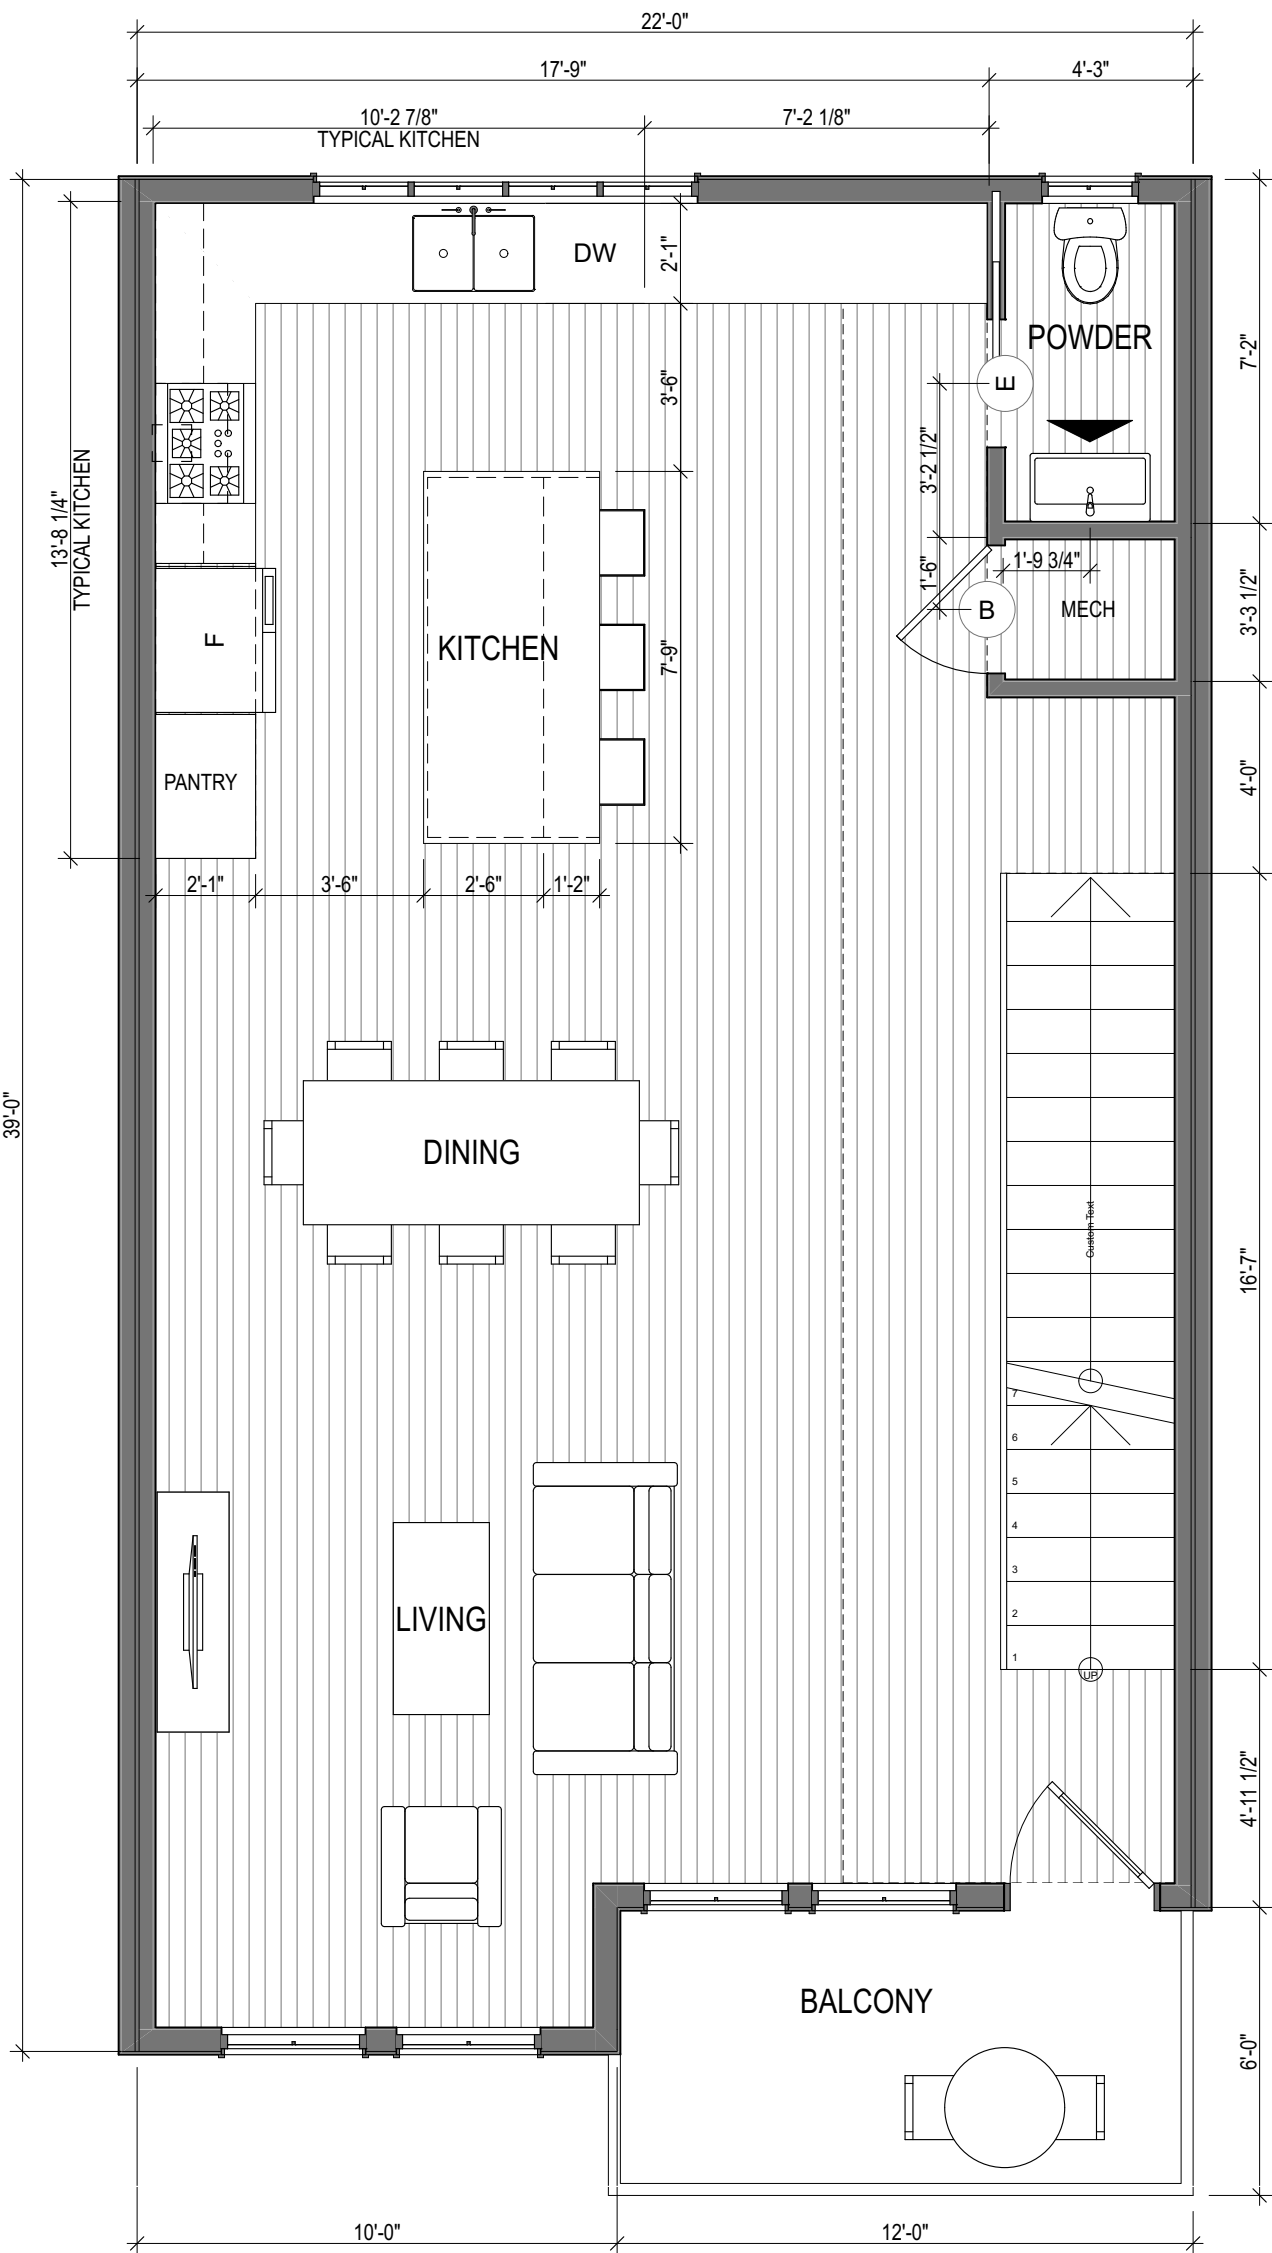 22'-0"
17'-9"
4'-3"
10'-2 7/8"
TYPICAL KITCHEN
7'-2 1/8"
DW
2'-1"
POWDER
7'-2"
3'-6"
E
3'-2 1/2"
13'-8 1/4"
TYPICAL KITCHEN
1'-9 3/4"
1'-6"
B
MECH
3'-3 1/2"
F
KITCHEN
7'-9"
PANTRY
4'-0"
2'-1"
3'-6"
2'-6"
1'-2"
39'-0"
DINING
Custom Text
16'-7"
7
6
5
4
3
2
1
UP
LIVING
4'-11 1/2"
BALCONY
6'-0"
10'-0"
12'-0"